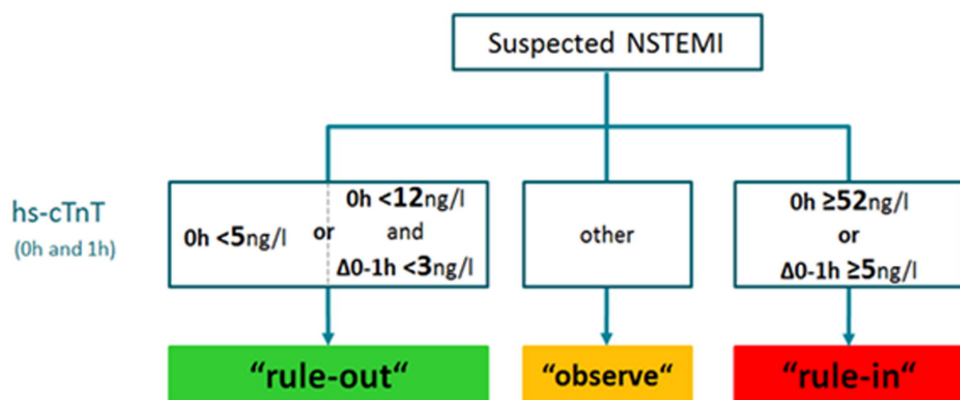 Suspected NSTEMI
hs-cTnT
(0h and 1h)
0h <5ng/l
or
0h <12ng/l
and
Δ0-1h <3ng/l
other
0h ≥52ng/l
or
Δ0-1h ≥5ng/l
“rule-out“
“observe“
“rule-in“